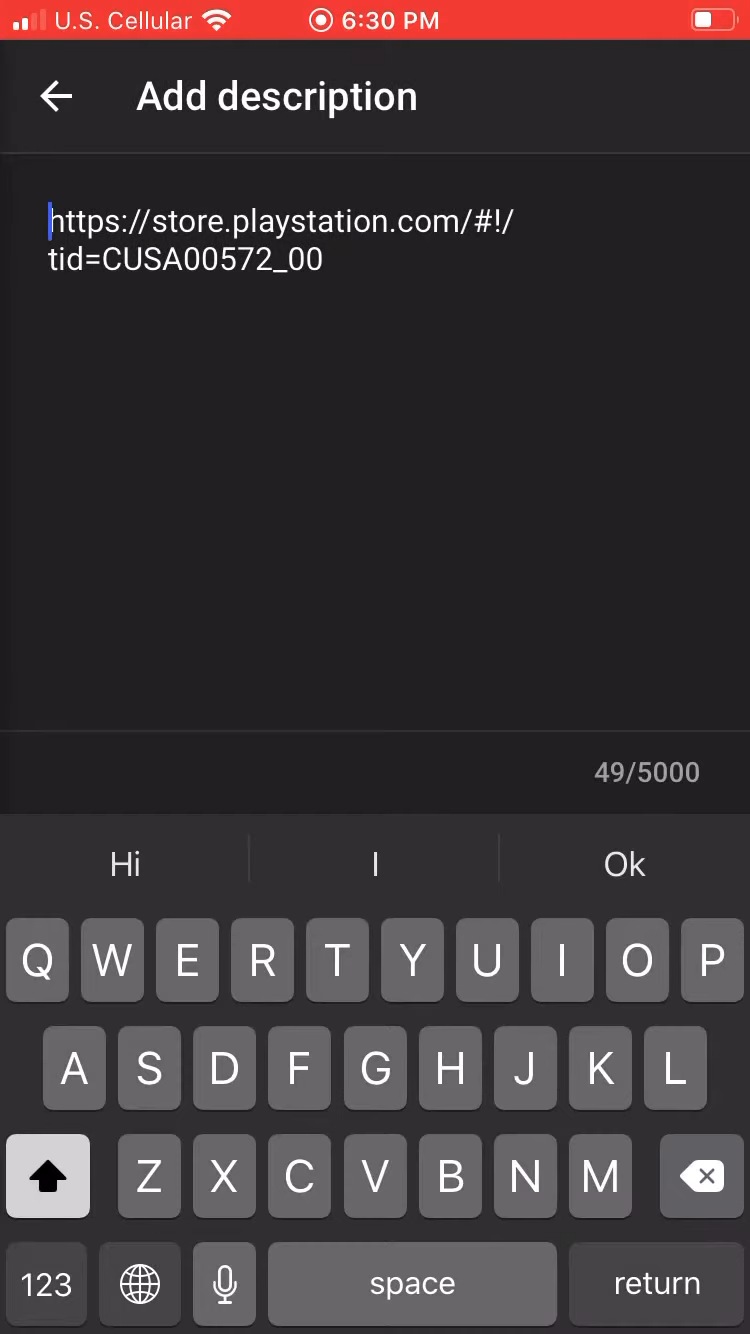 U.S. Cellular 6:30 PM
Add description
https://store.playstation.com/#!/
tid=CUSA00572_00
49/5000
Hi I Ok
Q W E R T Y U I O P
A S D F G H J K L
Z X C V B N M
123 space return